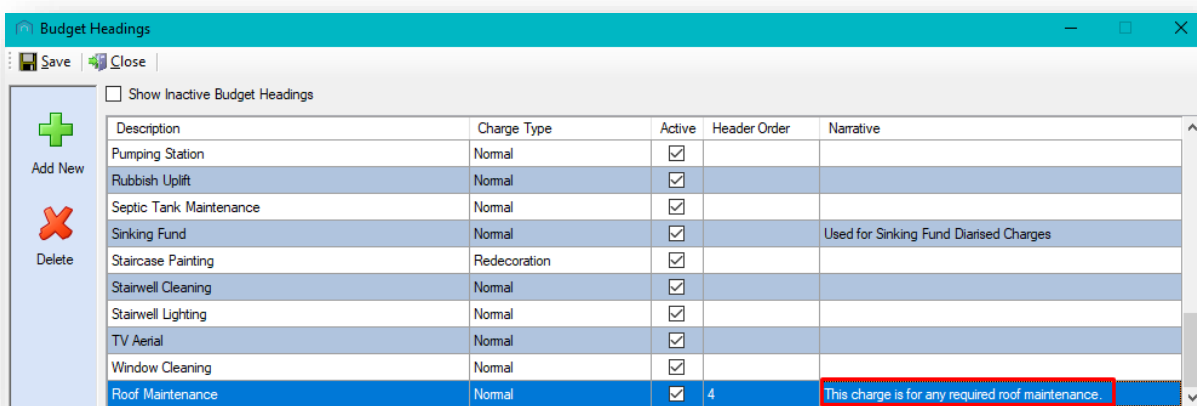 Budget Headings
Save Close
Show Inactive Budget Headings
Add New
Delete
Description Charge Type Active Header Order Narrative
Pumping Station Normal
Rubbish Uplift Normal
Septic Tank Maintenance Normal
Sinking Fund Normal Used for Sinking Fund Diarised Charges
Staircase Painting Redecoration
Stairwell Cleaning Normal
Stairwell Lighting Normal
TV Aerial Normal
Window Cleaning Normal
Roof Maintenance Normal 4 This charge is for any required roof maintenance.